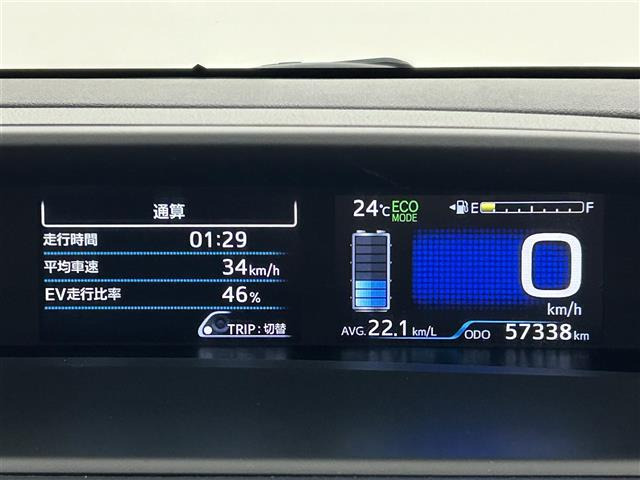 通算
走行時間 01:29
平均車速 34km/h
EV走行比率 46%
TRIP:切替
24℃ ECO MODE
E F
0
km/h
AVG. 22.1 km/L
ODO 57338 km